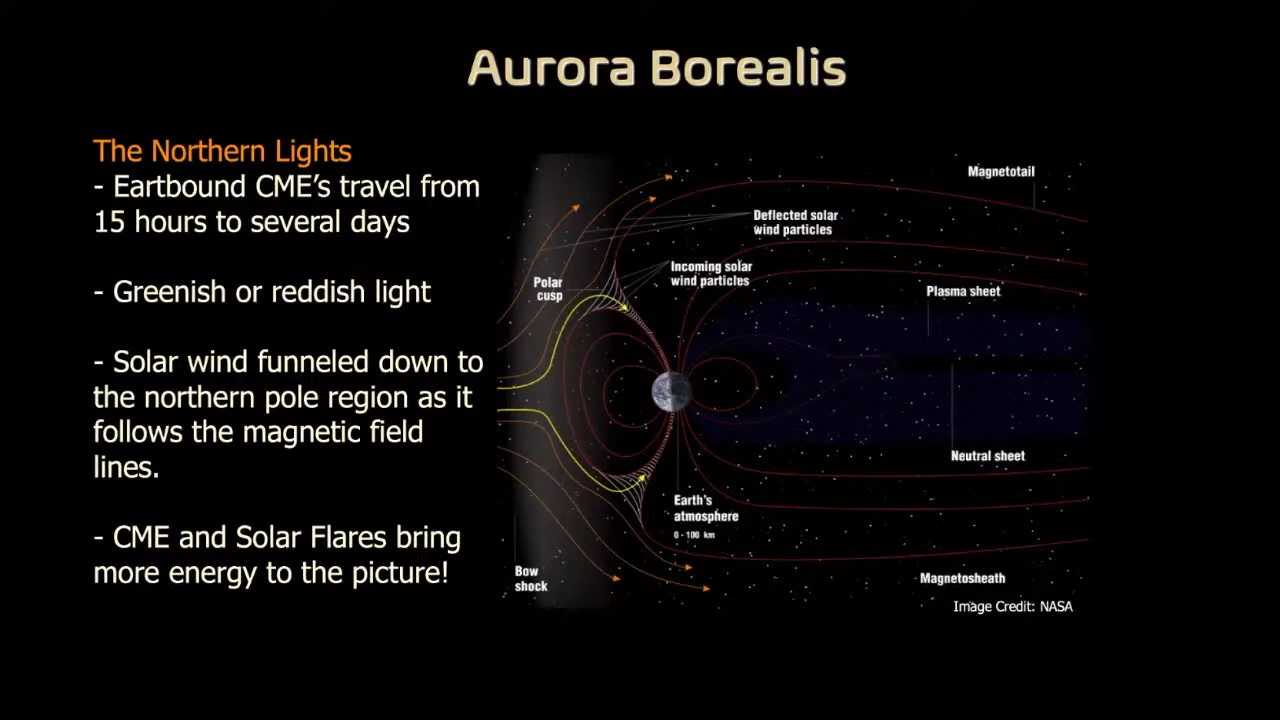 Aurora Borealis
The Northern Lights
- Eartbound CME's travel from
15 hours to several days
- Greenish or reddish light
- Solar wind funneled down to
the northern pole region as it
follows the magnetic field
lines.
- CME and Solar Flares bring
more energy to the picture!
Magnetotail
Deflected solar
wind particles
Incoming solar
wind particles
Polar
cusp
Plasma sheet
Neutral sheet
Earth's
atmosphere
0 - 100 km
Bow
shock
Magnetosheath
Image Credit: NASA